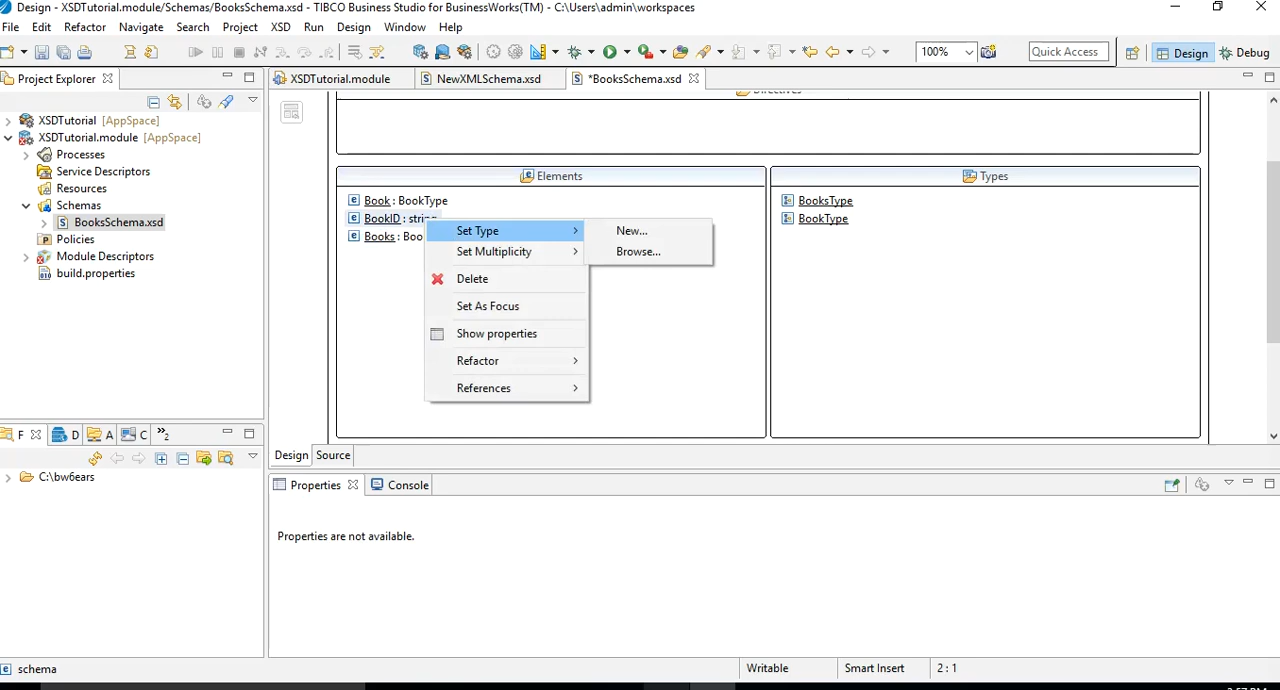 Design - XSDTutorial.module/Schemas/BooksSchema.xsd - TIBCO Business Studio for BusinessWorks(TM) - C:\Users\admin\workspaces
File Edit Refactor Navigate Search Project XSD Run Design Window Help
100% Quick Access Design Debug
Project Explorer
XSDTutorial.module NewXMLSchema.xsd *BooksSchema.xsd
Directives
XSDTutorial [AppSpace]
XSDTutorial.module [AppSpace]
Processes
Service Descriptors
Resources
Schemas
BooksSchema.xsd
Policies
Module Descriptors
build.properties
Elements
Book : BookType
BookID : string
Books : Boo
Types
BooksType
BookType
Set Type
Set Multiplicity
Delete
Set As Focus
Show properties
Refactor
References
New...
Browse...
F D A C »2
C:\bw6ears
Design Source
Properties Console
Properties are not available.
schema Writable Smart Insert 2 : 1